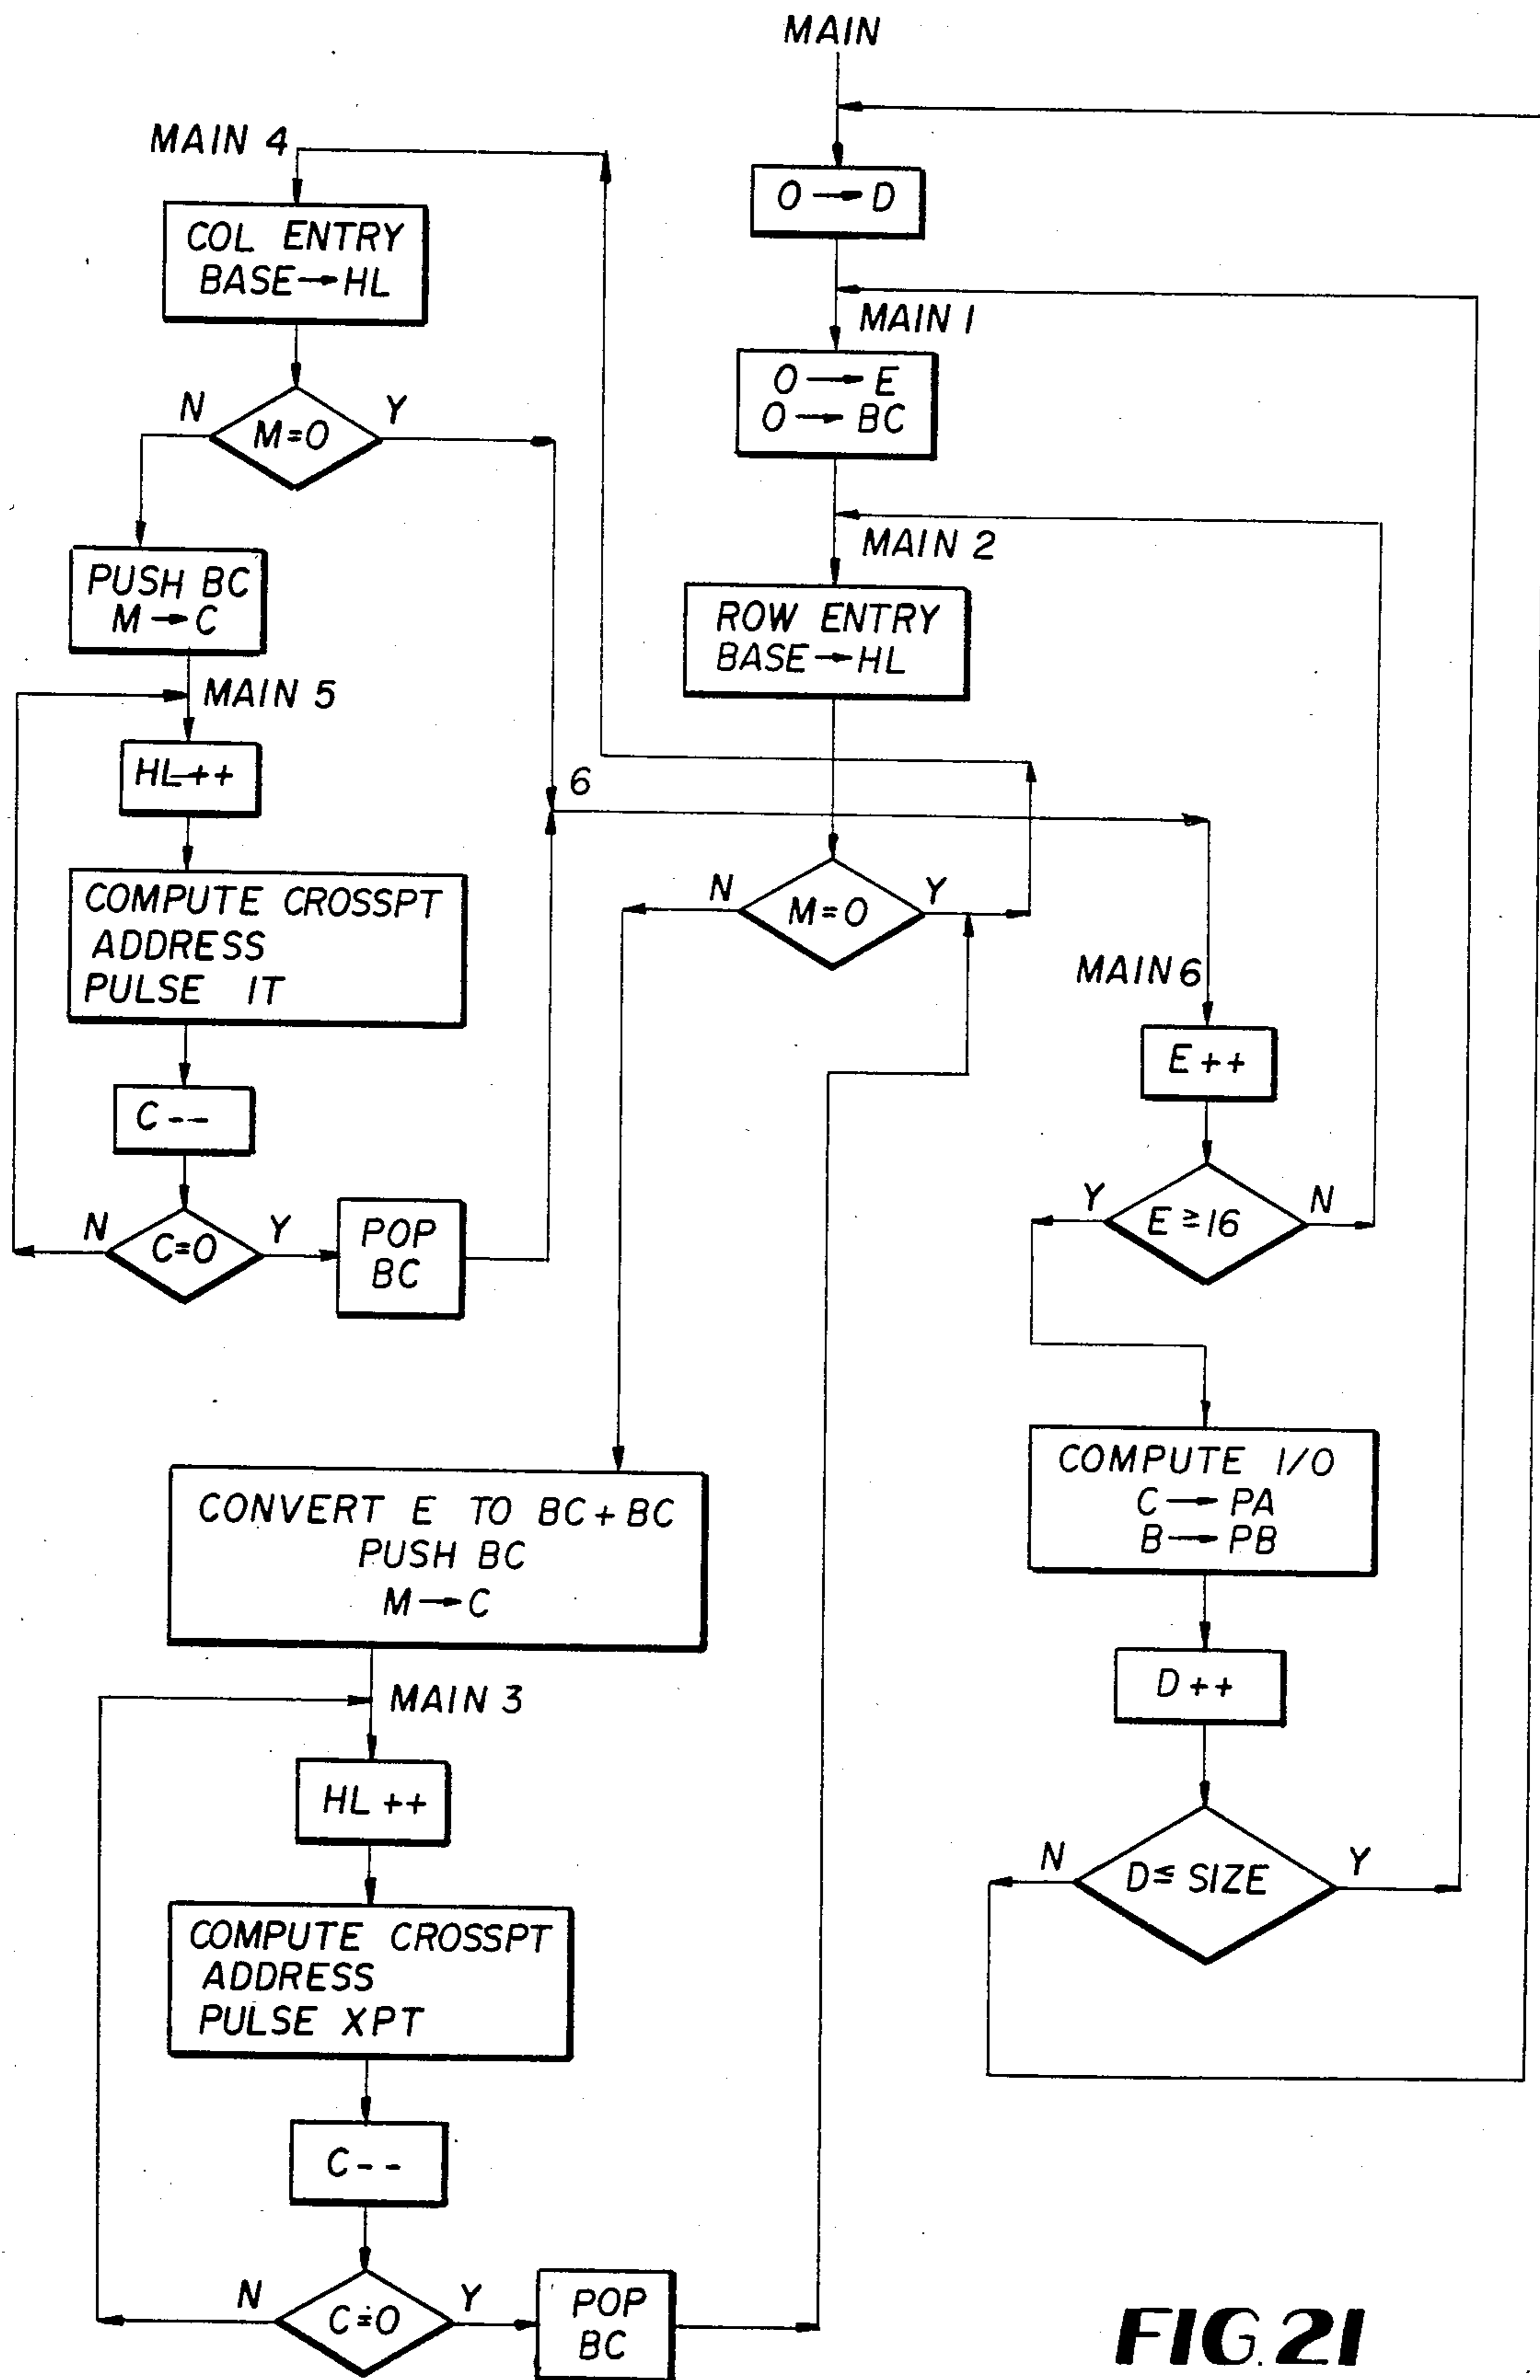 MAIN
O → D
MAIN 1
O → E
O → BC
MAIN 2
ROW ENTRY
BASE → HL
M=O
N
Y
MAIN 4
COL ENTRY
BASE → HL
N
Y
M=O
PUSH BC
M → C
MAIN 5
HL++
COMPUTE CROSSPT
ADDRESS
PULSE IT
C--
N
Y
C=O
POP
BC
6
MAIN 6
E++
Y
N
E ≥ 16
COMPUTE I/O
C → PA
B → PB
D++
N
Y
D ≤ SIZE
CONVERT E TO BC+BC
PUSH BC
M → C
MAIN 3
HL++
COMPUTE CROSSPT
ADDRESS
PULSE XPT
C--
N
Y
C=O
POP
BC
FIG. 21